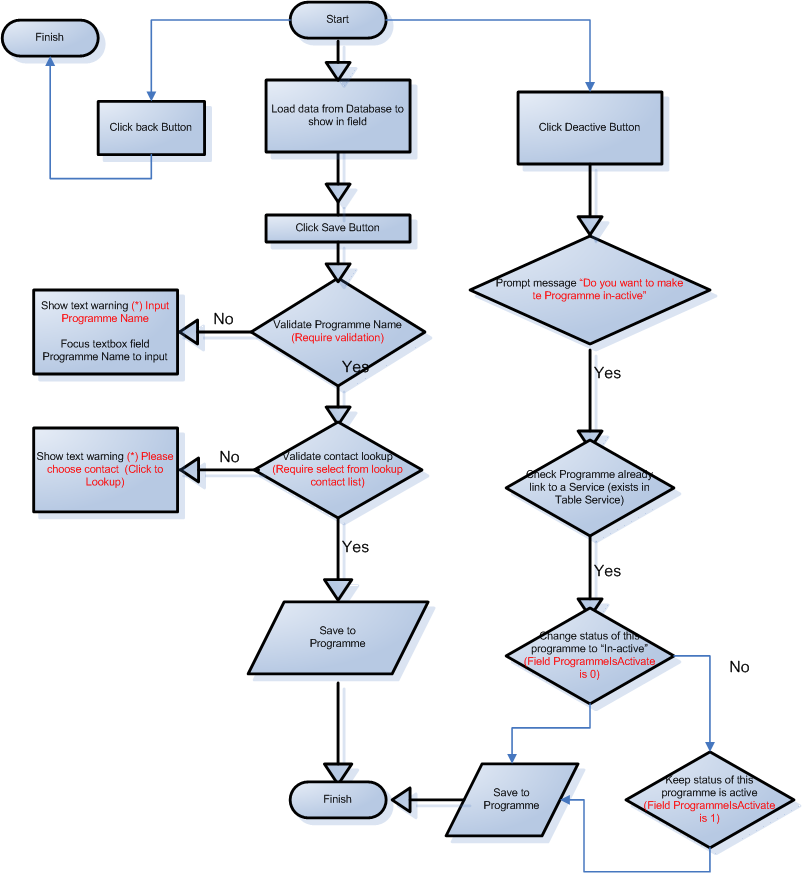 Start
Finish
Load data from Database to
show in field
Click back Button
Click Deactive Button
Click Save Button
Prompt message “Do you want to make
te Programme in-active”
Show text warning (*) Input
Programme Name
Focus textbox field
Programme Name to input
No
Validate Programme Name
(Require validation)
Yes
Yes
Show text warning (*) Please
choose contact (Click to
Lookup)
No
Validate contact lookup
(Require select from lookup
contact list)
Check Programme already
link to a Service (exists in
Table Service)
Yes
Yes
Save to
Programme
Change status of this
programme to “In-active”
(Field ProgrammeIsActivate
is 0)
No
Finish
Save to
Programme
Keep status of this
programme is active
(Field ProgrammeIsActivate
is 1)